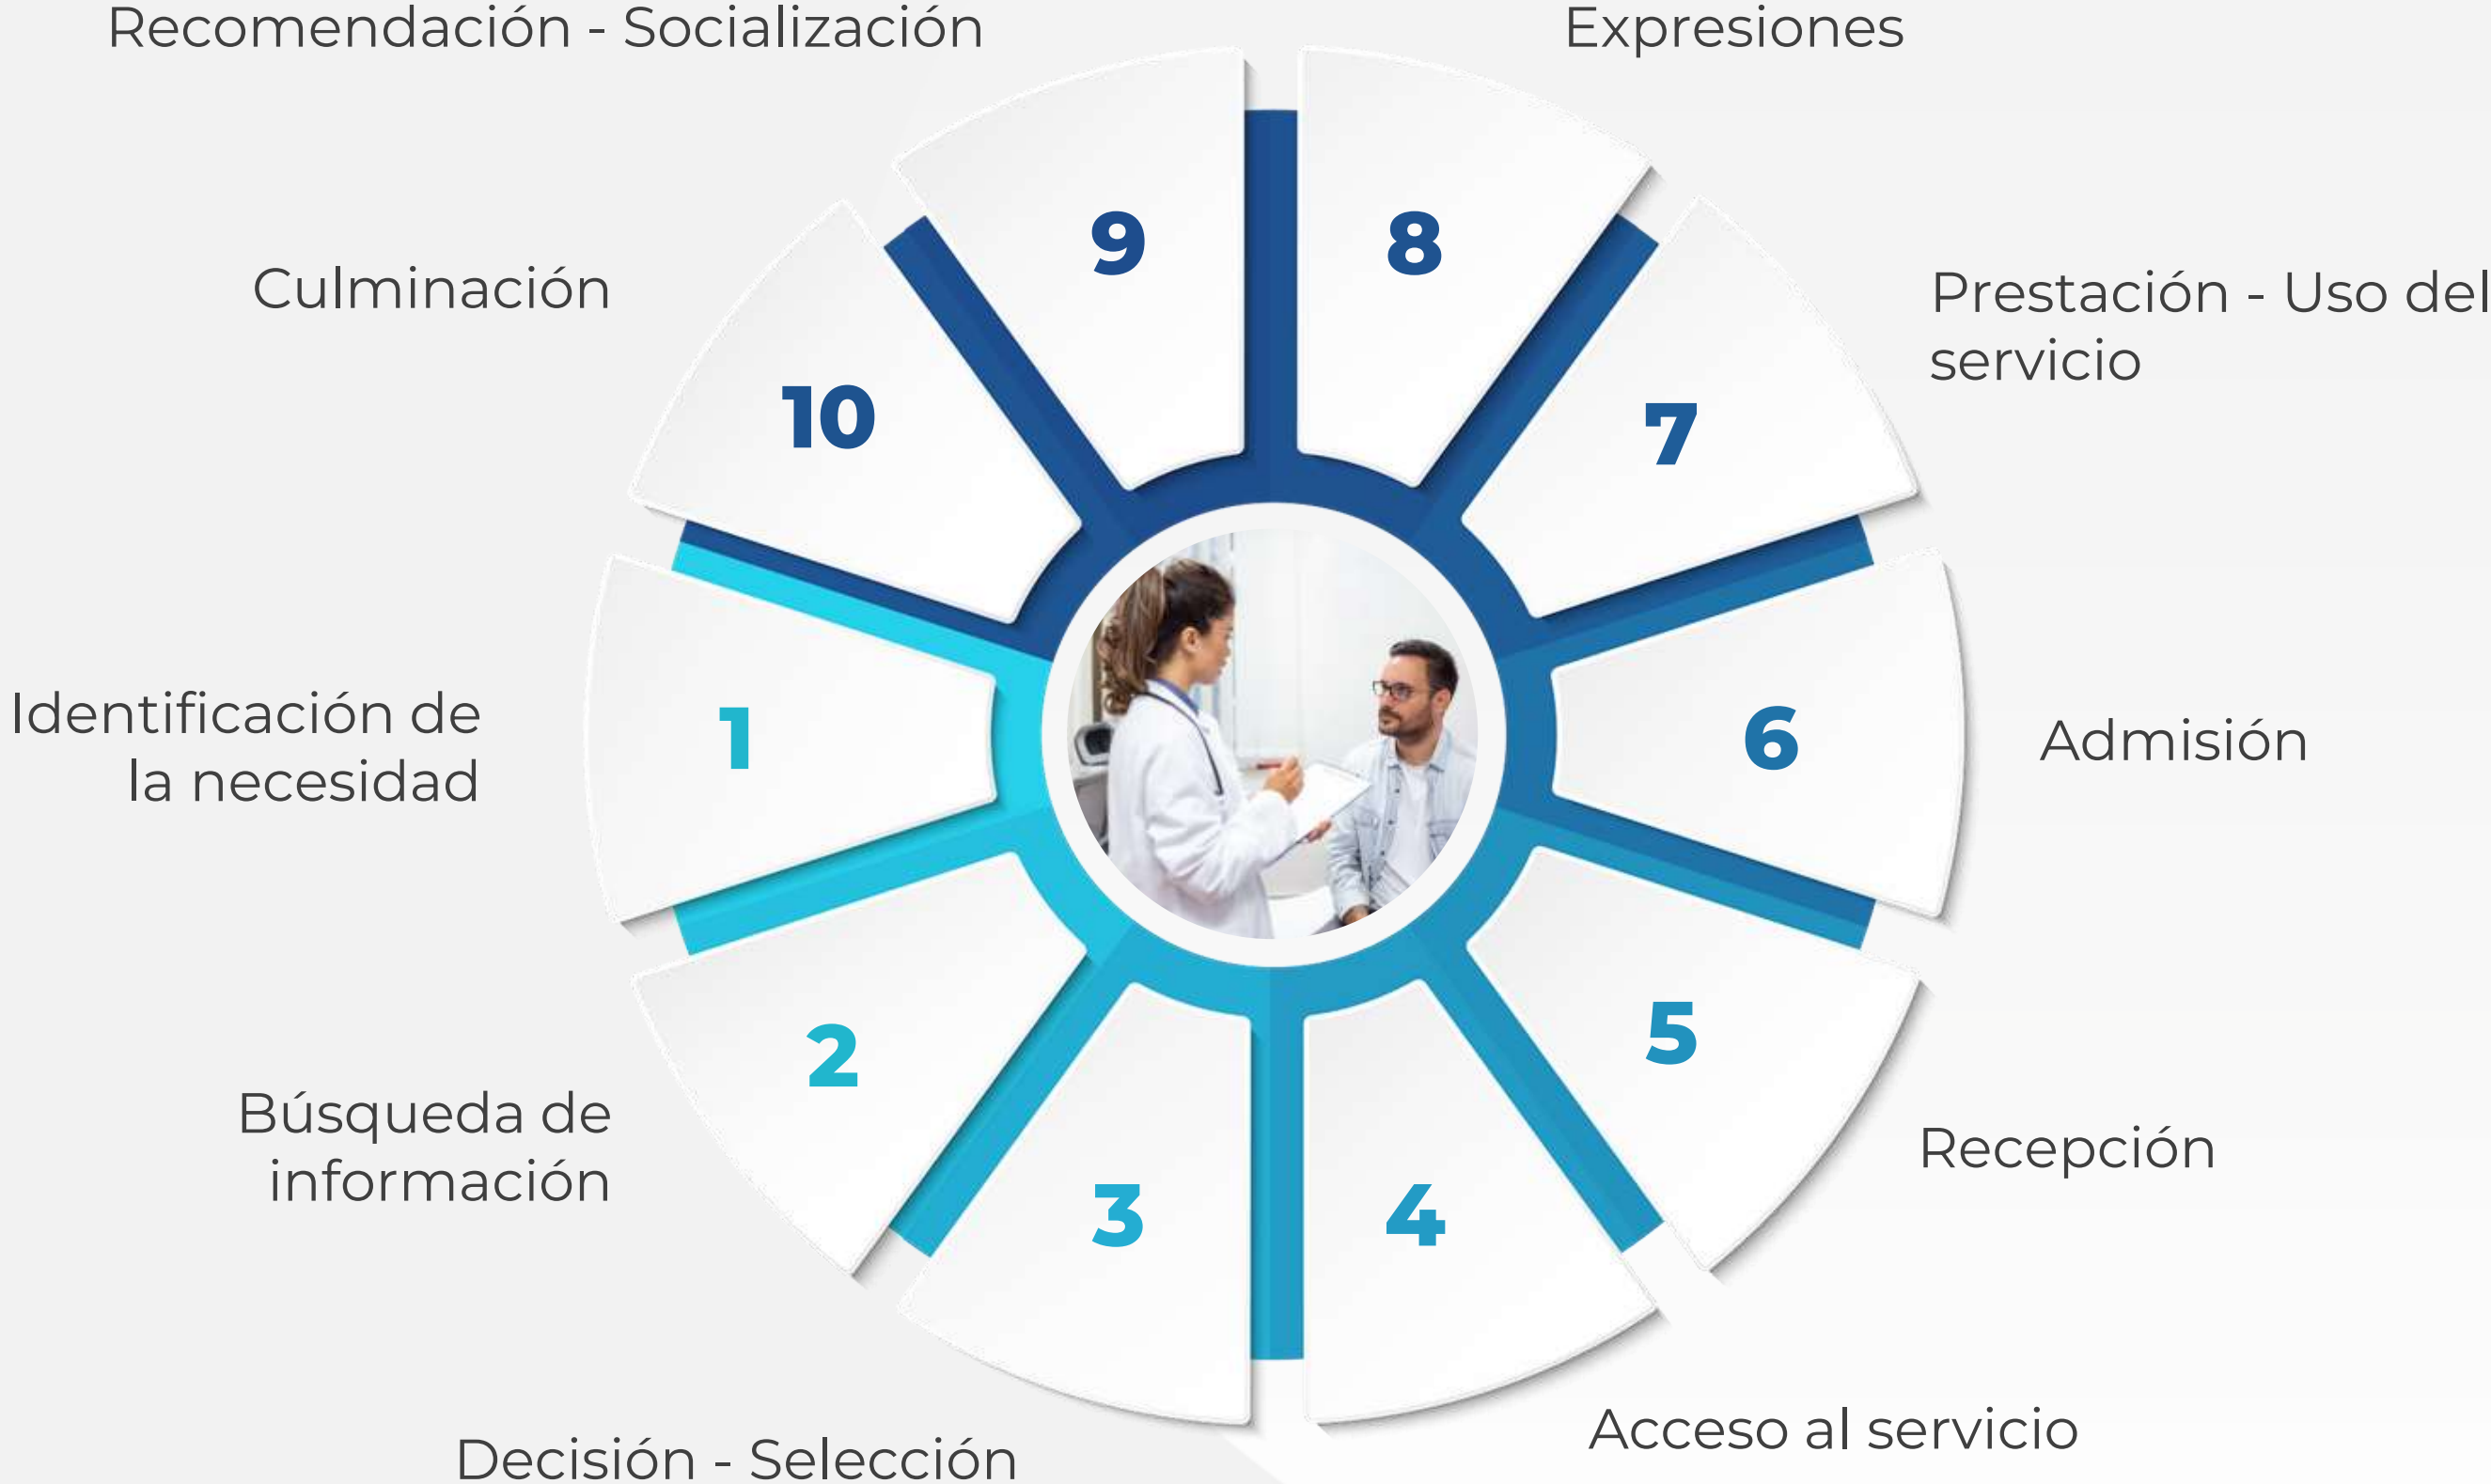 Recomendación - Socialización
Expresiones
9
8
Culminación
Prestación - Uso del
servicio
10
7
Identificación de
la necesidad
1
6
Admisión
2
5
Búsqueda de
información
Recepción
3
4
Acceso al servicio
Decisión - Selección